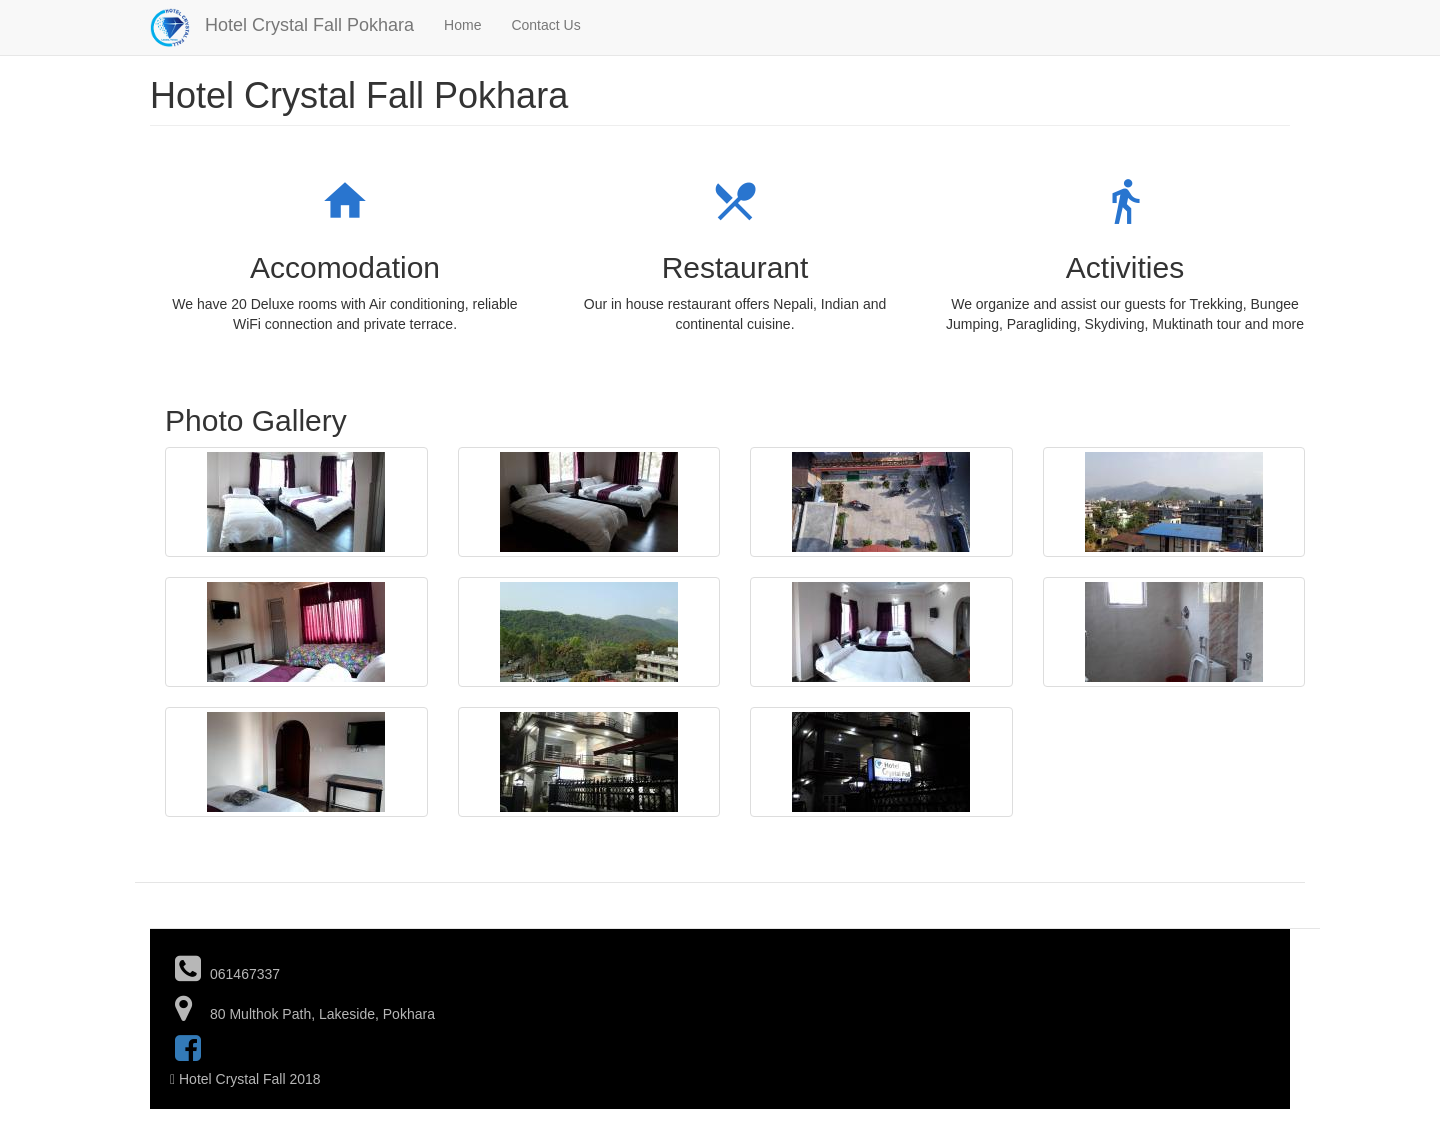 Hotel Crystal Fall Pokhara
Home
Contact Us
Hotel Crystal Fall Pokhara
Accomodation
We have 20 Deluxe rooms with Air conditioning, reliable
WiFi connection and private terrace.
Restaurant
Our in house restaurant offers Nepali, Indian and
continental cuisine.
Activities
We organize and assist our guests for Trekking, Bungee
Jumping, Paragliding, Skydiving, Muktinath tour and more
Photo Gallery
Hotel
Crystal Fall
061467337
80 Multhok Path, Lakeside, Pokhara
Hotel Crystal Fall 2018